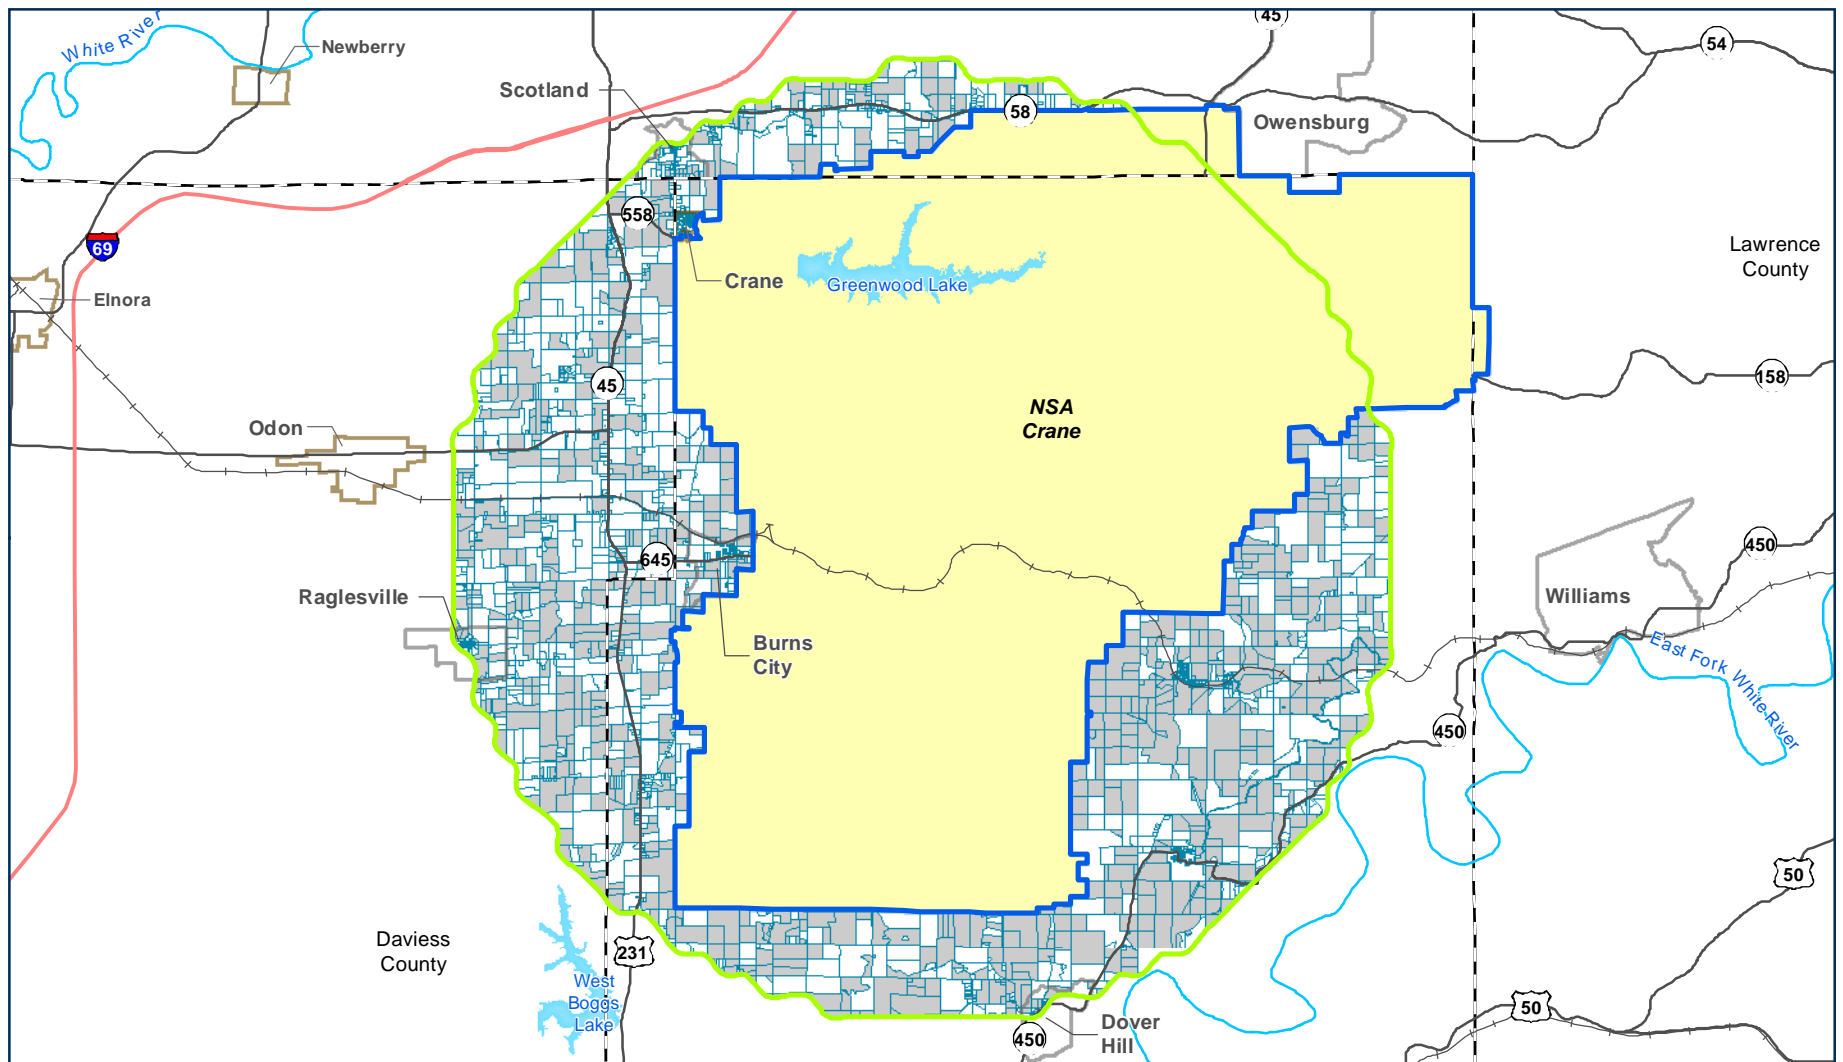 White River
Newberry
45
54
Scotland
58
Owensburg
558
69
Lawrence
County
Crane
Greenwood Lake
Elnora
45
158
NSA
Crane
Odon
645
450
Raglesville
Williams
Burns
City
East Fork White River
450
50
Daviess
County
231
West
Boggs
Lake
50
Dover
Hill
450